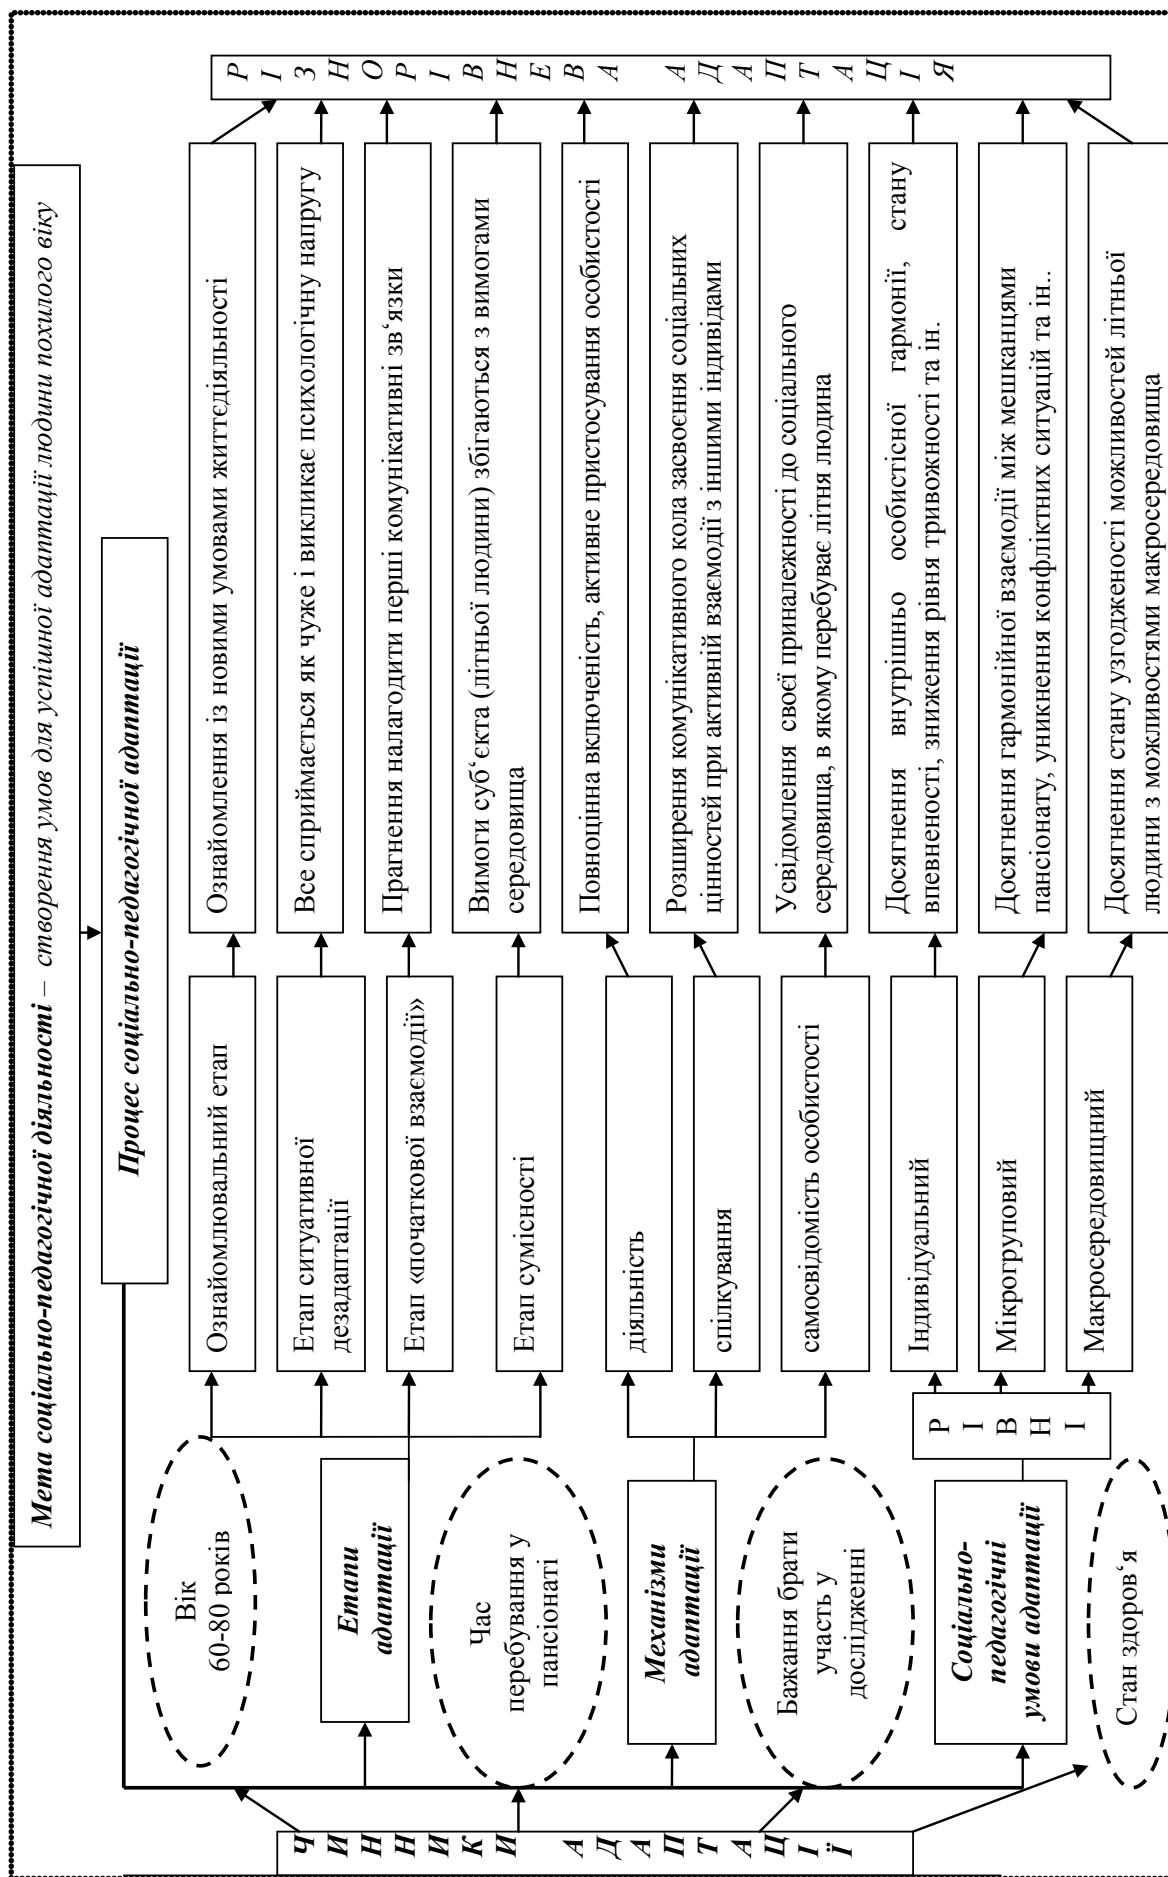 Мета соціально-педагогічної діяльності – створення умов для успішної адаптації людини похилого віку
Процес соціально-педагогічної адаптації
ЧИННИКИ АДАПТАЦІЇ
Вік
60-80 років
Етапи
адаптації
Час
перебування у
пансіонаті
Механізми
адаптації
Бажання брати
участь у
дослідженні
Соціально-
педагогічні
умови адаптації
Стан здоров‘я
РІВНІ
Ознайомлювальний етап
Етап ситуативної
дезадаптації
Етап «початкової взаємодії»
Етап сумісності
діяльність
спілкування
самосвідомість особистості
Індивідуальний
Мікрогруповий
Макросередовищний
Ознайомлення із новими умовами життєдіяльності
Все сприймається як чуже і викликає психологічну напругу
Прагнення налагодити перші комунікативні зв‘язки
Вимоги суб‘єкта (літньої людини) збігаються з вимогами
середовища
Повноцінна включеність, активне пристосування особистості
Розширення комунікативного кола засвоєння соціальних
цінностей при активній взаємодії з іншими індивідами
Усвідомлення своєї приналежності до соціального
середовища, в якому перебуває літня людина
Досягнення внутрішньо особистісної гармонії, стану
впевненості, зниження рівня тривожності та ін.
Досягнення гармонійної взаємодії між мешканцями
пансіонату, уникнення конфліктних ситуацій та ін..
Досягнення стану узгодженості можливостей літньої
людини з можливостями макросередовища
РІЗНОРІВНЕВА АДАПТАЦІЯ